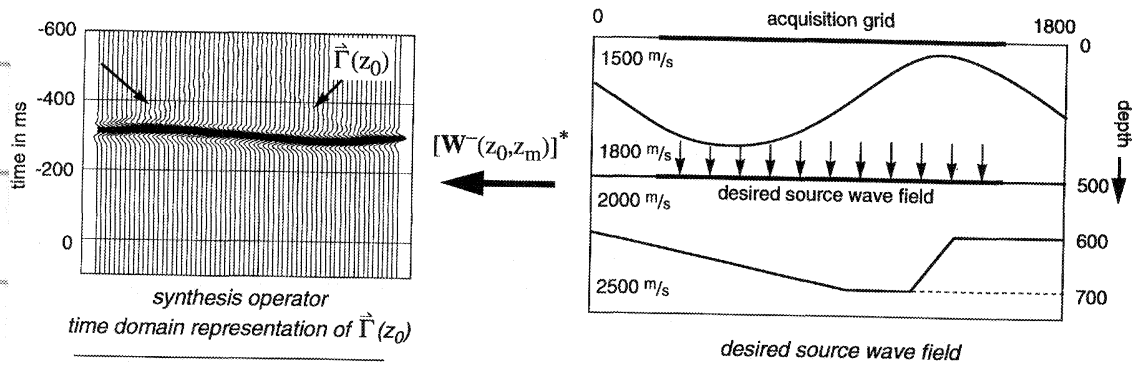 -600
-400
-200
0
time in ms
Γ⃗(z₀)
synthesis operator
time domain representation of Γ⃗(z₀)
[W⁻(z₀,zₘ)]*
0
acquisition grid
1800
0
1500 m/s
depth
1800 m/s
desired source wave field
500
2000 m/s
600
2500 m/s
700
desired source wave field